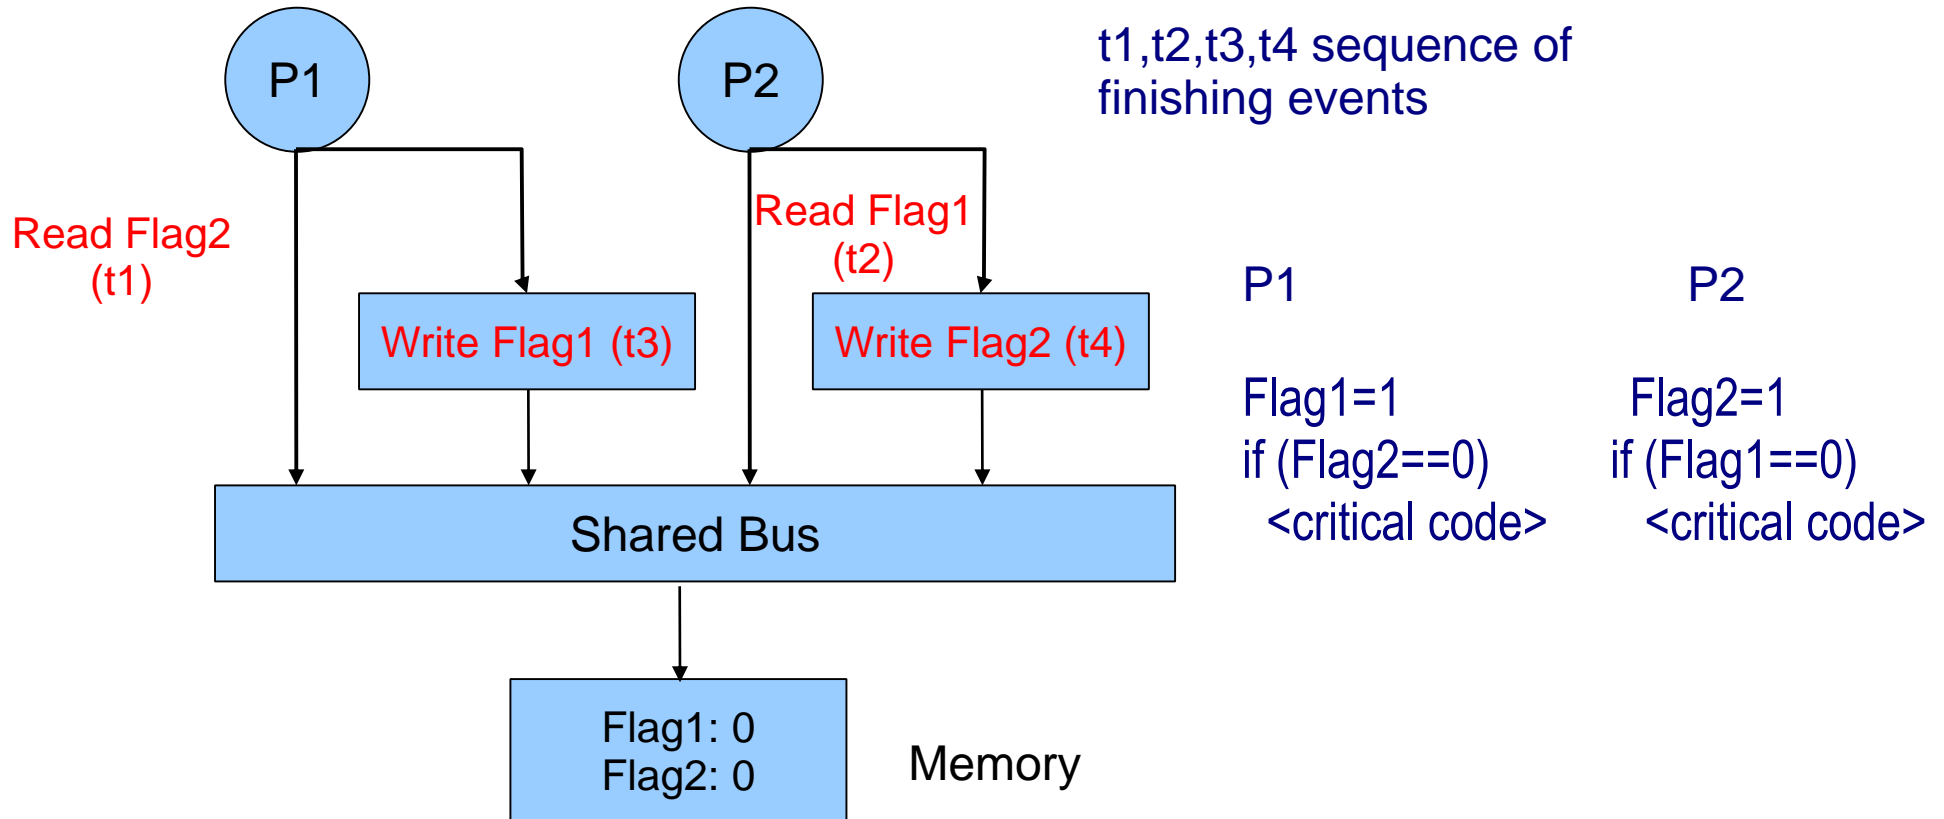 P1
P2
t1,t2,t3,t4 sequence of
finishing events
Read Flag2
(t1)
Read Flag1
(t2)
Write Flag1 (t3)
Write Flag2 (t4)
Shared Bus
Flag1: 0
Flag2: 0
Memory
P1
P2
Flag1=1
Flag2=1
if (Flag2==0)
if (Flag1==0)
<critical code>
<critical code>